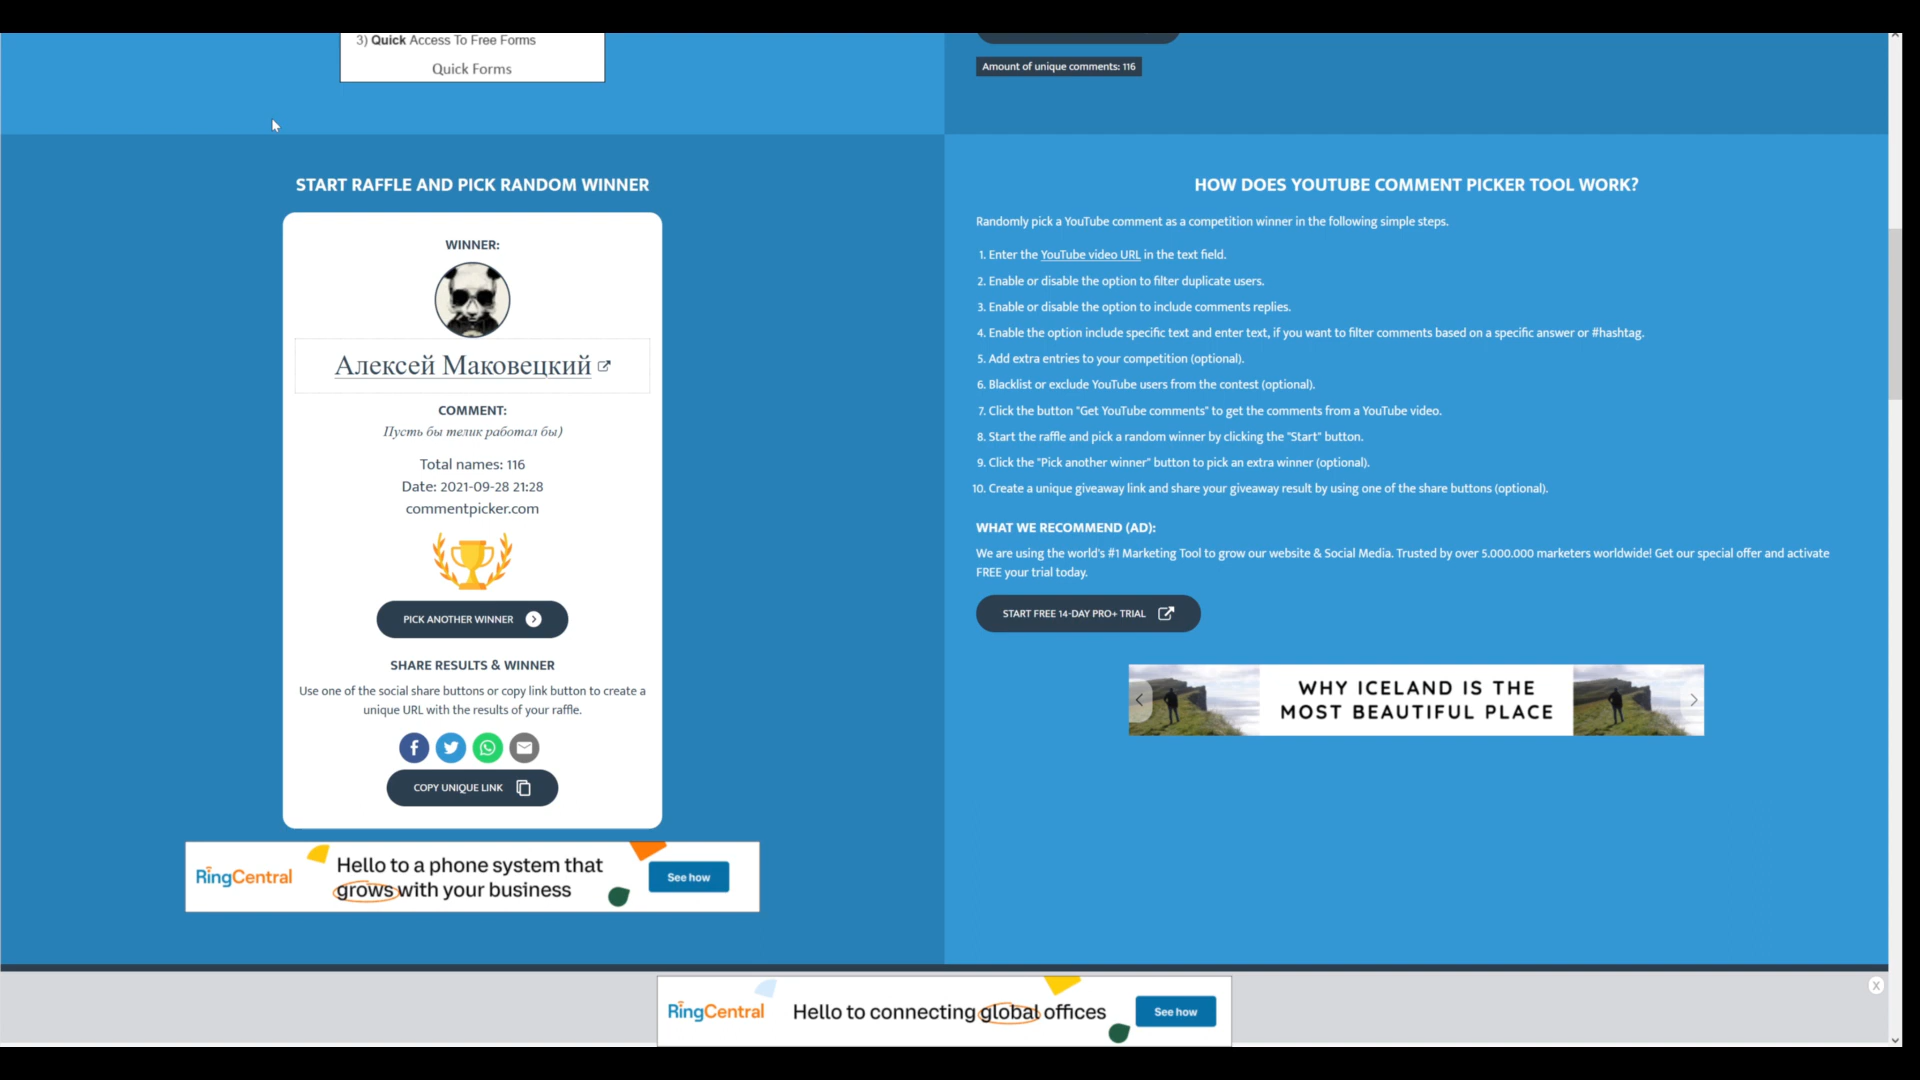 3) Quick Access To Free Forms
Quick Forms
Amount of unique comments: 116
START RAFFLE AND PICK RANDOM WINNER
WINNER:
Алексей Маковецкий
COMMENT:
Пусть бы телик работал бы)
Total names: 116
Date: 2021-09-28 21:28
commentpicker.com
PICK ANOTHER WINNER
SHARE RESULTS & WINNER
Use one of the social share buttons or copy link button to create a
unique URL with the results of your raffle.
COPY UNIQUE LINK
RingCentral
Hello to a phone system that
grows with your business
See how
HOW DOES YOUTUBE COMMENT PICKER TOOL WORK?
Randomly pick a YouTube comment as a competition winner in the following simple steps.
1. Enter the YouTube video URL in the text field.
2. Enable or disable the option to filter duplicate users.
3. Enable or disable the option to include comments replies.
4. Enable the option include specific text and enter text, if you want to filter comments based on a specific answer or #hashtag.
5. Add extra entries to your competition (optional).
6. Blacklist or exclude YouTube users from the contest (optional).
7. Click the button "Get YouTube comments" to get the comments from a YouTube video.
8. Start the raffle and pick a random winner by clicking the "Start" button.
9. Click the "Pick another winner" button to pick an extra winner (optional).
10. Create a unique giveaway link and share your giveaway result by using one of the share buttons (optional).
WHAT WE RECOMMEND (AD):
We are using the world's #1 Marketing Tool to grow our website & Social Media. Trusted by over 5.000.000 marketers worldwide! Get our special offer and activate
FREE your trial today.
START FREE 14-DAY PRO+ TRIAL
WHY ICELAND IS THE
MOST BEAUTIFUL PLACE
RingCentral
Hello to connecting global offices
See how
X